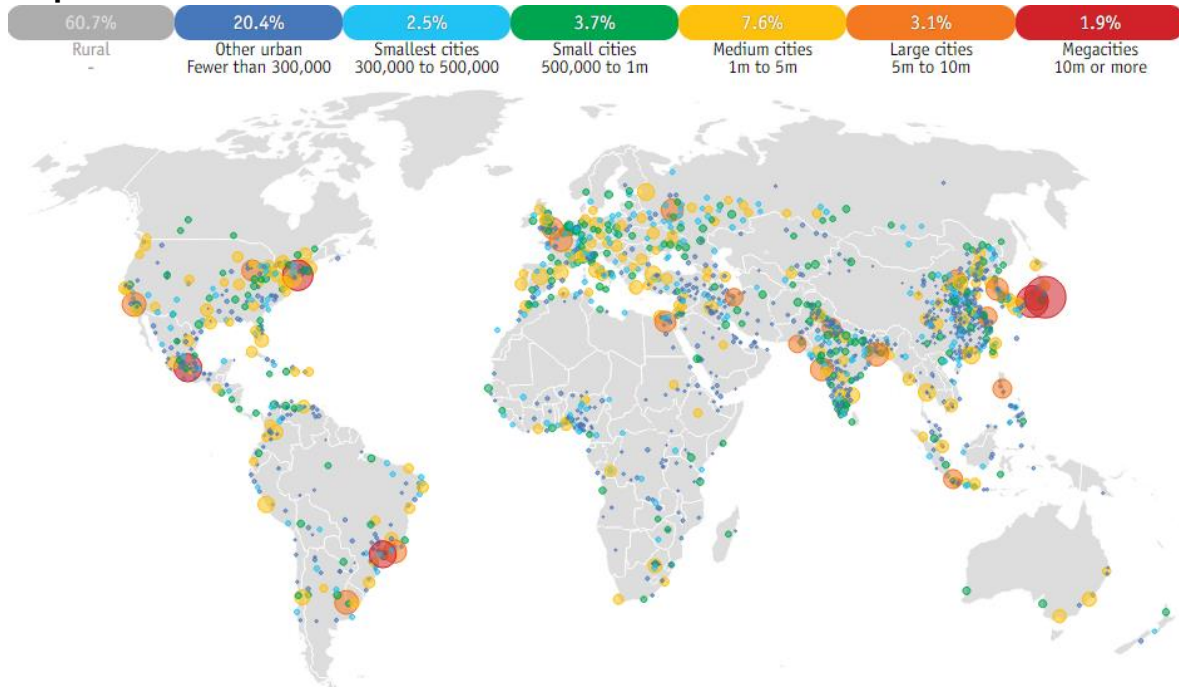 60.7% 20.4% 2.5% 3.7% 7.6% 3.1% 1.9%
Rural Other urban Smallest cities Small cities Medium cities Large cities Megacities
- Fewer than 300,000 300,000 to 500,000 500,000 to 1m 1m to 5m 5m to 10m 10m or more